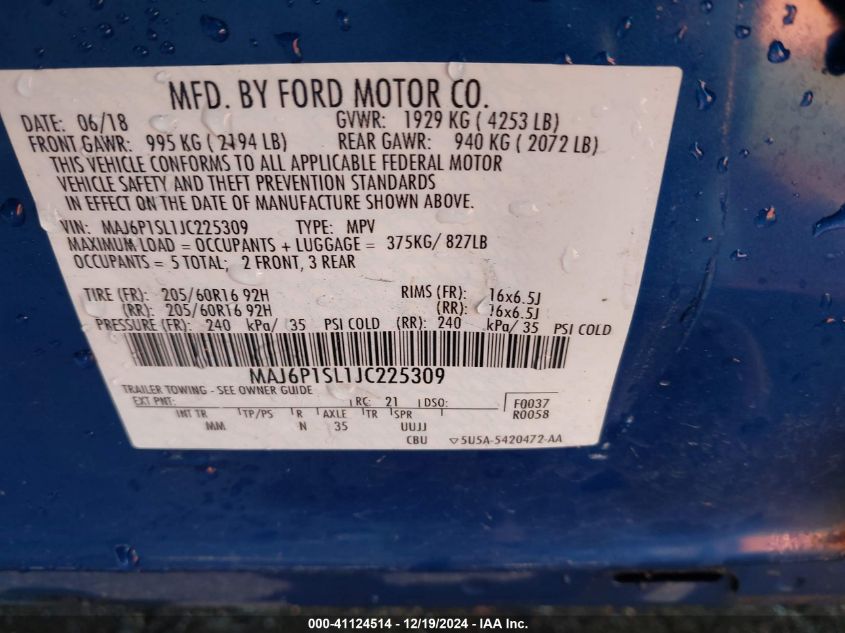 MFD. BY FORD MOTOR CO.
DATE: 06/18 GVWR: 1929 KG ( 4253 LB)
FRONT GAWR: 995 KG ( 2194 LB) REAR GAWR: 940 KG ( 2072 LB)
THIS VEHICLE CONFORMS TO ALL APPLICABLE FEDERAL MOTOR
VEHICLE SAFETY AND THEFT PREVENTION STANDARDS
IN EFFECT ON THE DATE OF MANUFACTURE SHOWN ABOVE.
VIN: MAJ6P1SL1JC225309 TYPE: MPV
MAXIMUM LOAD = OCCUPANTS + LUGGAGE = 375KG/ 827LB
OCCUPANTS = 5 TOTAL; 2 FRONT, 3 REAR
TIRE (FR): 205/60R16 92H RIMS (FR): 16x6.5J
(RR): 205/60R16 92H (RR): 16x6.5J
PRESSURE (FR): 240 kPa/ 35 PSI COLD (RR): 240 kPa/ 35 PSI COLD
MAJ6P1SL1JC225309
TRAILER TOWING - SEE OWNER GUIDE
EXT PNT: RC: 21 DSO: F0037
INT TR TP/PS R AXLE TR SPR R0058
MM N 35 UUJJ
CBU ▽5U5A-5420472-AA
000-41124514 - 12/19/2024 - IAA Inc.